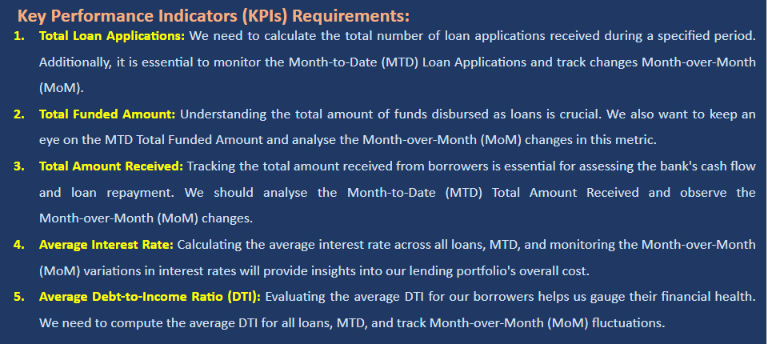 Key Performance Indicators (KPIs) Requirements:
1. Total Loan Applications: We need to calculate the total number of loan applications received during a specified period.
Additionally, it is essential to monitor the Month-to-Date (MTD) Loan Applications and track changes Month-over-Month
(MoM).
2. Total Funded Amount: Understanding the total amount of funds disbursed as loans is crucial. We also want to keep an
eye on the MTD Total Funded Amount and analyse the Month-over-Month (MoM) changes in this metric.
3. Total Amount Received: Tracking the total amount received from borrowers is essential for assessing the bank's cash flow
and loan repayment. We should analyse the Month-to-Date (MTD) Total Amount Received and observe the
Month-over-Month (MoM) changes.
4. Average Interest Rate: Calculating the average interest rate across all loans, MTD, and monitoring the Month-over-Month
(MoM) variations in interest rates will provide insights into our lending portfolio's overall cost.
5. Average Debt-to-Income Ratio (DTI): Evaluating the average DTI for our borrowers helps us gauge their financial health.
We need to compute the average DTI for all loans, MTD, and track Month-over-Month (MoM) fluctuations.